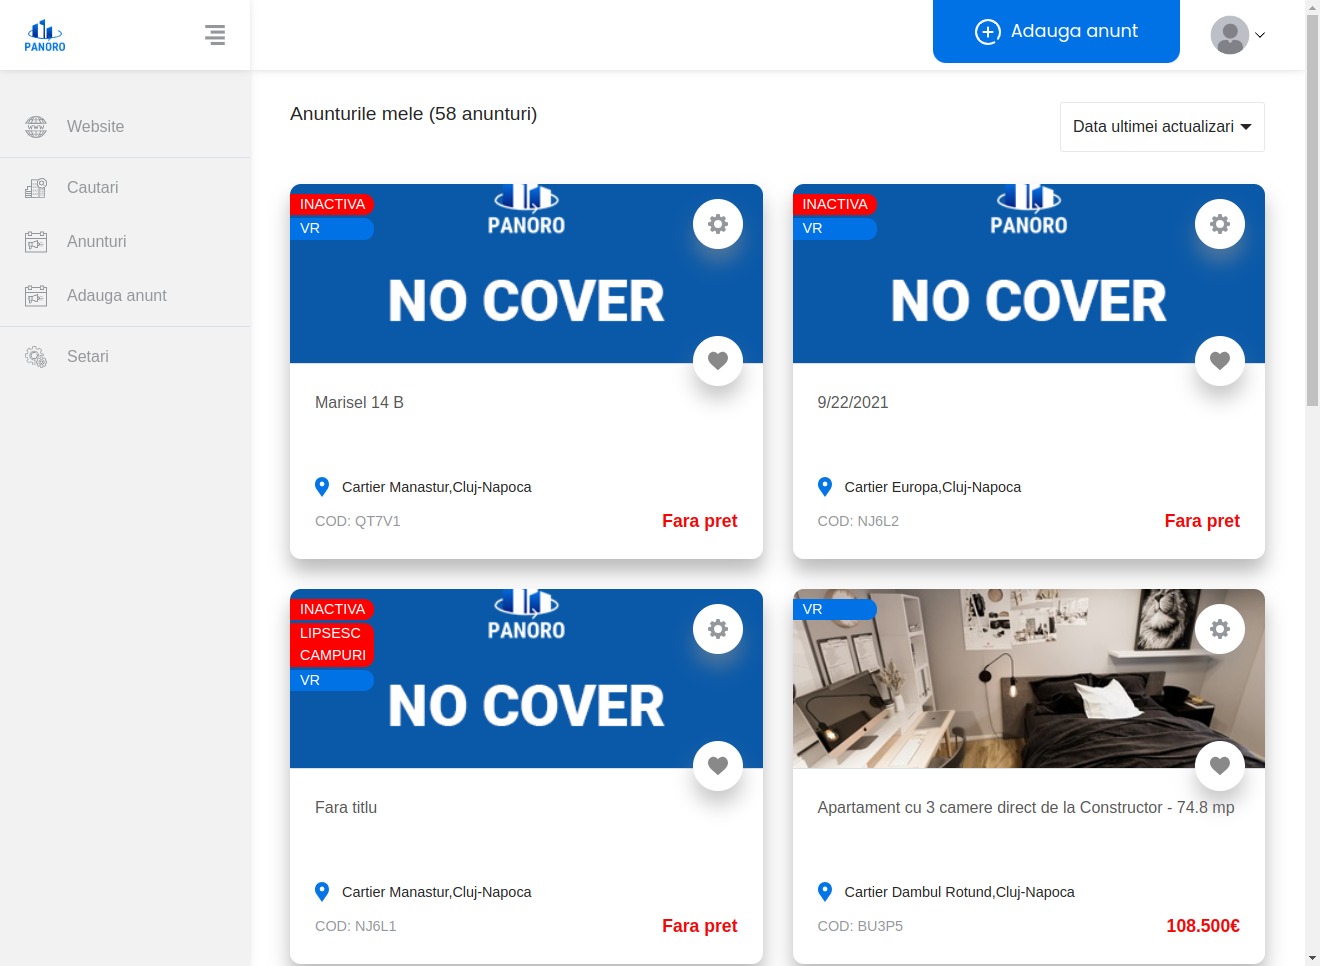 PANORO
Adauga anunt
Website
Cautari
Anunturi
Adauga anunt
Setari
Anunturile mele (58 anunturi)
Data ultimei actualizari
INACTIVA
VR
PANORO
NO COVER
Marisel 14 B
Cartier Manastur,Cluj-Napoca
COD: QT7V1
Fara pret
INACTIVA
VR
PANORO
NO COVER
9/22/2021
Cartier Europa,Cluj-Napoca
COD: NJ6L2
Fara pret
INACTIVA
LIPSESC
CAMPURI
VR
PANORO
NO COVER
Fara titlu
Cartier Manastur,Cluj-Napoca
COD: NJ6L1
Fara pret
VR
Apartament cu 3 camere direct de la Constructor - 74.8 mp
Cartier Dambul Rotund,Cluj-Napoca
COD: BU3P5
108.500€